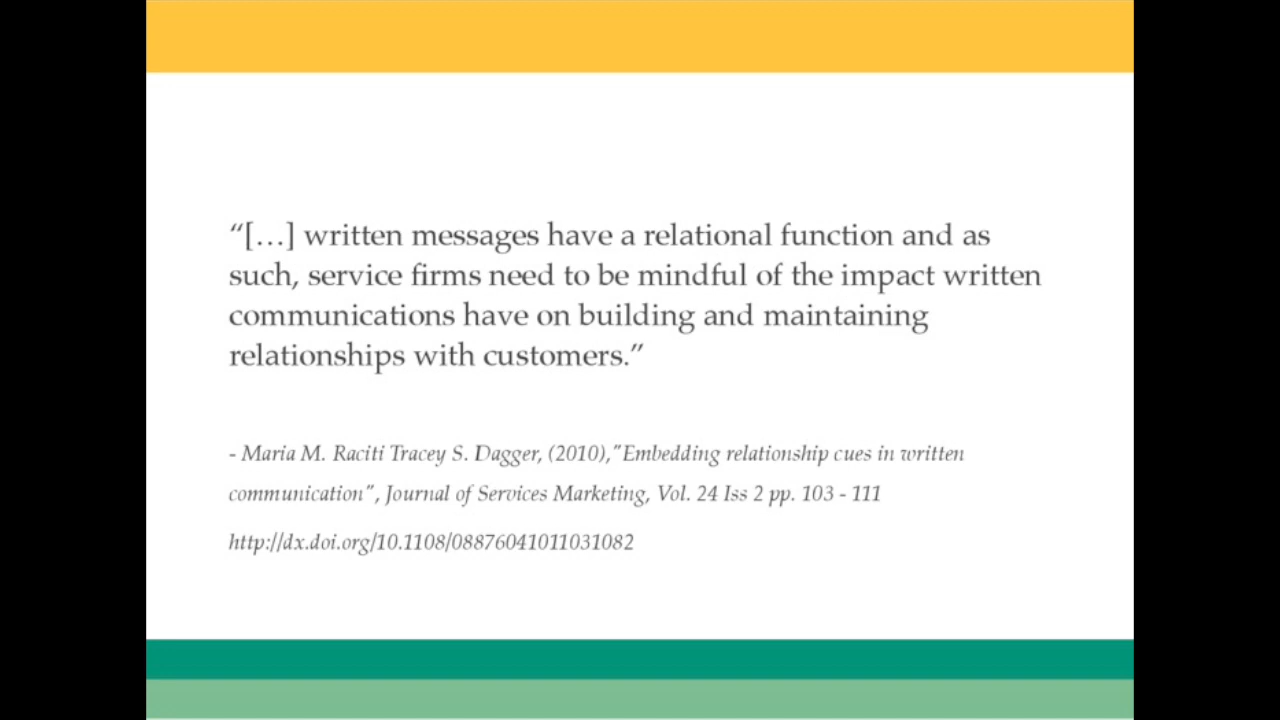 “[…] written messages have a relational function and as
such, service firms need to be mindful of the impact written
communications have on building and maintaining
relationships with customers.”
- Maria M. Raciti Tracey S. Dagger, (2010),”Embedding relationship cues in written
communication”, Journal of Services Marketing, Vol. 24 Iss 2 pp. 103 - 111
http://dx.doi.org/10.1108/08876041011031082